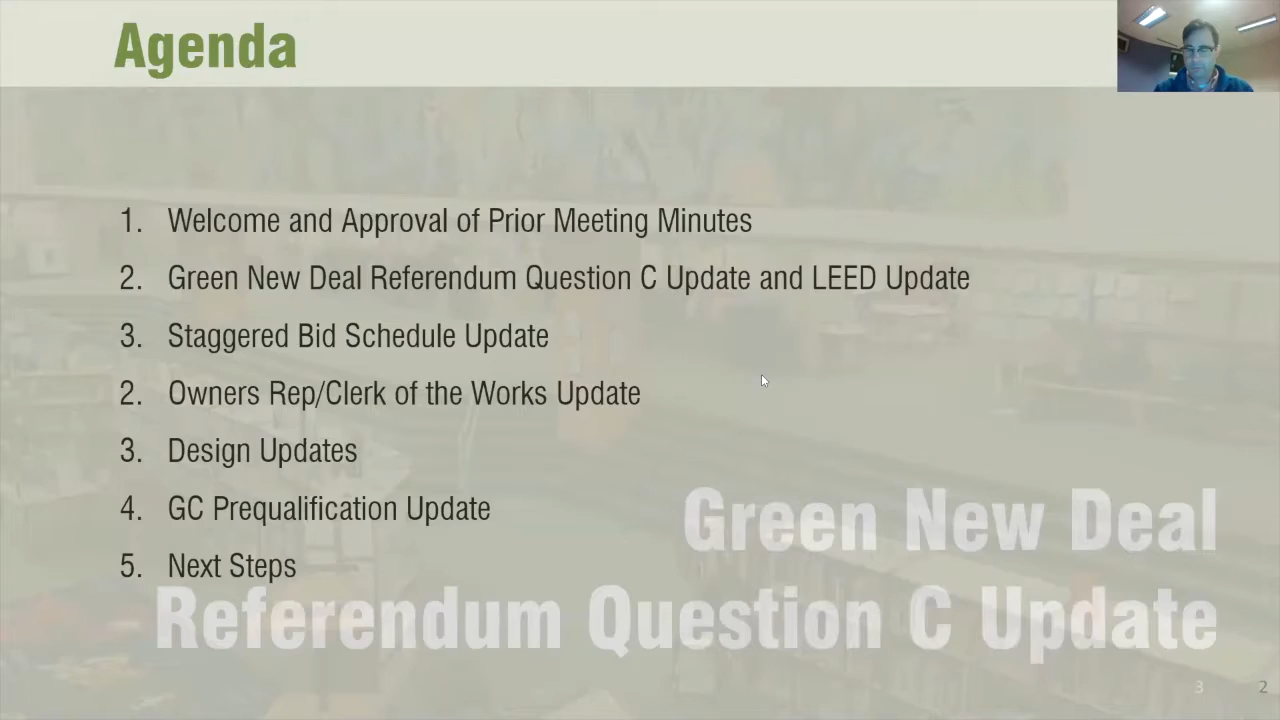 Agenda
1. Welcome and Approval of Prior Meeting Minutes
2. Green New Deal Referendum Question C Update and LEED Update
3. Staggered Bid Schedule Update
2. Owners Rep/Clerk of the Works Update
3. Design Updates
4. GC Prequalification Update
5. Next Steps
Green New Deal
Referendum Question C Update
3 2